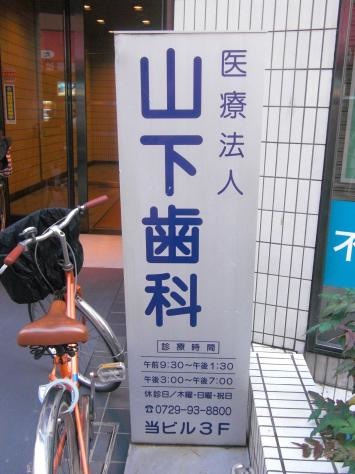 医療法人
山下歯科
診療時間
午前9:30〜午後1:30
午後3:00〜午後7:00
休診日/木曜・日曜・祝日
☎0729-93-8800
当ビル3F
不